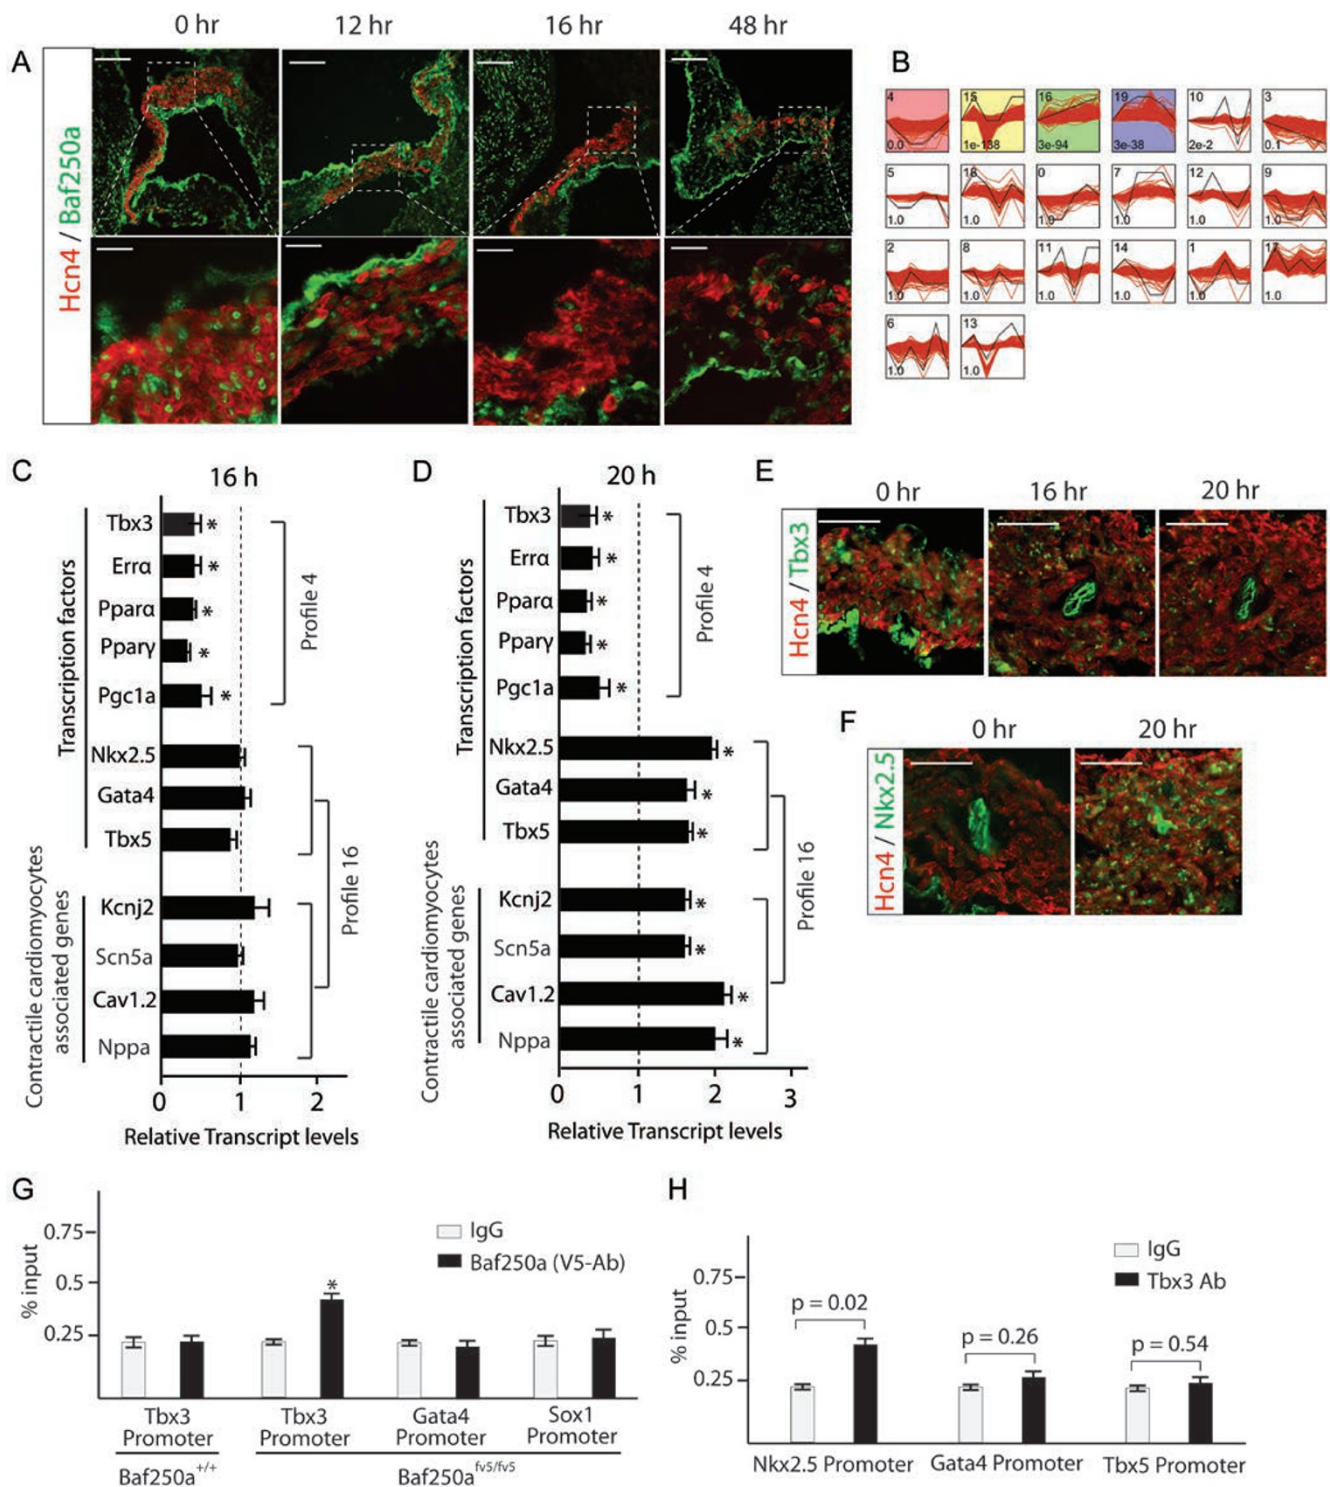 0 hr 12 hr 16 hr 48 hr
A
Hcn4 / Baf250a
B
4 15 16 19 10 3
0.0 1e-138 3e-94 3e-38 2e-2 0.1
5 18 0 7 12 9
1.0 1.0 1.0 1.0 1.0 1.0
2 8 11 14 1 17
1.0 1.0 1.0 1.0 1.0 1.0
6 13
1.0 1.0
C
16 h
Transcription factors
Tbx3 *
Errα *
Pparα *
Pparγ *
Pgc1a *
Profile 4
Nkx2.5
Gata4
Tbx5
Contractile cardiomyocytes
associated genes
Kcnj2
Scn5a
Cav1.2
Nppa
Profile 16
0 1 2
Relative Transcript levels
D
20 h
Transcription factors
Tbx3 *
Errα *
Pparα *
Pparγ *
Pgc1a *
Profile 4
Nkx2.5 *
Gata4 *
Tbx5 *
Contractile cardiomyocytes
associated genes
Kcnj2 *
Scn5a *
Cav1.2 *
Nppa *
Profile 16
0 1 2 3
Relative Transcript levels
E
0 hr 16 hr 20 hr
Hcn4 / Tbx3
F
0 hr 20 hr
Hcn4 / Nkx2.5
G
% input
0.75
0.5
0.25
IgG
Baf250a (V5-Ab)
*
Tbx3 Tbx3 Gata4 Sox1
Promoter Promoter Promoter Promoter
Baf250a+/+ Baf250afv5/fv5
H
% input
0.75
0.5
0.25
IgG
Tbx3 Ab
p = 0.02
p = 0.26
p = 0.54
Nkx2.5 Promoter Gata4 Promoter Tbx5 Promoter